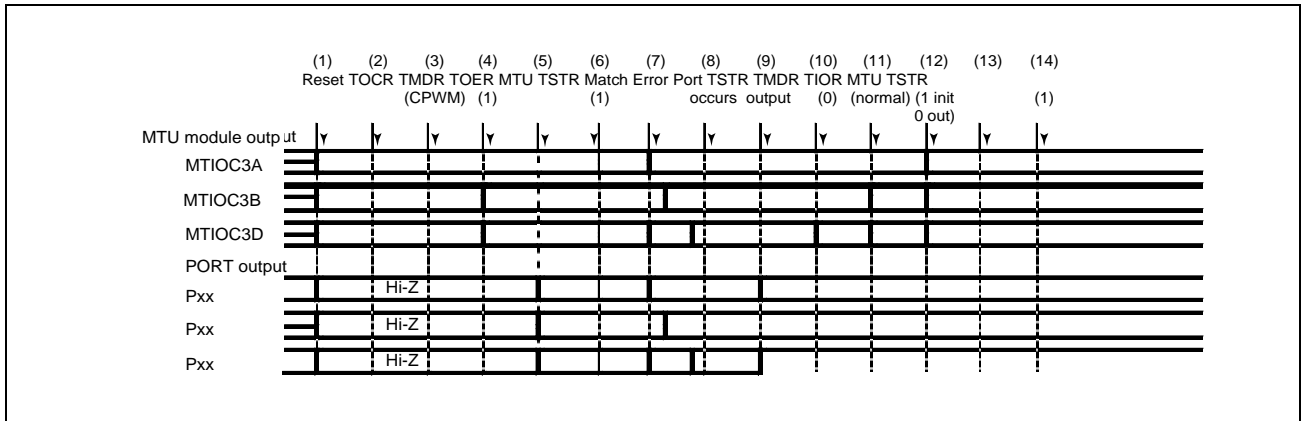 (1) (2) (3) (4) (5) (6) (7) (8) (9) (10) (11) (12) (13) (14)
Reset TOCR TMDR TOER MTU TSTR Match Error Port TSTR TMDR TIOR MTU TSTR
(CPWM) (1) (1) occurs output (0) (normal) (1 init (1)
0 out)
MTU module output
MTIOC3A
MTIOC3B
MTIOC3D
PORT output
Pxx Hi-Z
Pxx Hi-Z
Pxx Hi-Z